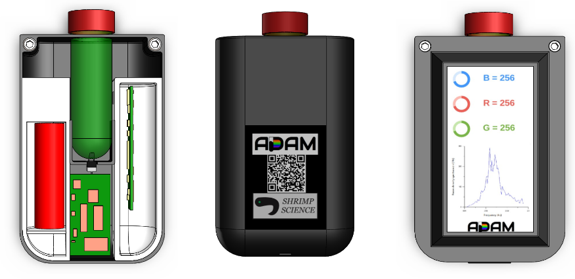 ADAM
SHRIMP
SCIENCE
B = 256
R = 256
G = 256
ADAM